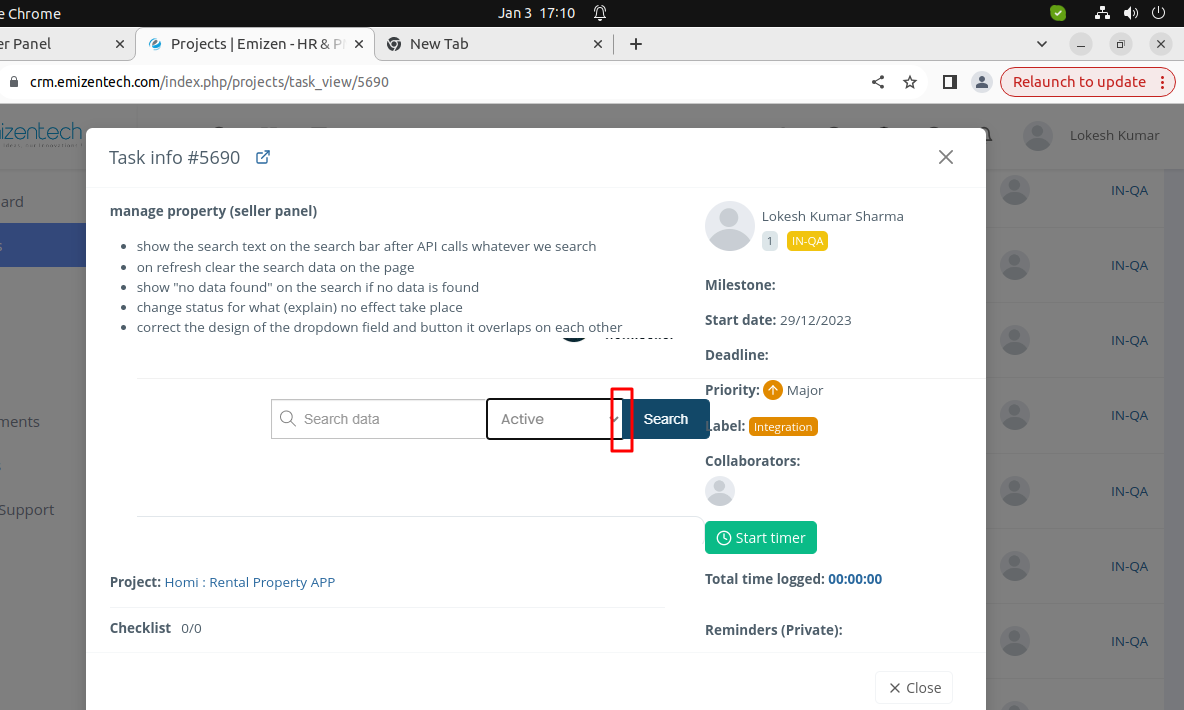 e Chrome
Jan 3 17:10
er Panel
Projects | Emizen - HR & P
New Tab
crm.emizentech.com/index.php/projects/task_view/5690
Relaunch to update
izentech
Lokesh Kumar
Task info #5690
ard
IN-QA
manage property (seller panel)
Lokesh Kumar Sharma
1
IN-QA
s
show the search text on the search bar after API calls whatever we search
on refresh clear the search data on the page
IN-QA
show "no data found" on the search if no data is found
Milestone:
change status for what (explain) no effect take place
Start date: 29/12/2023
correct the design of the dropdown field and button it overlaps on each other
IN-QA
Deadline:
Priority: Major
Search data
Active
Search
Label: Integration
IN-QA
ments
Collaborators:
IN-QA
Support
Start timer
IN-QA
Project: Homi : Rental Property APP
Total time logged: 00:00:00
Checklist 0/0
Reminders (Private):
IN-QA
Close